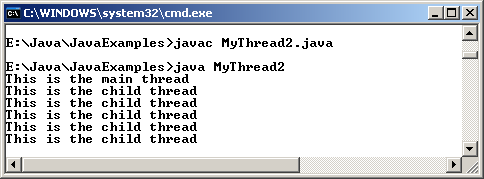 C:\WINDOWS\system32\cmd.exe
E:\Java\JavaExamples>javac MyThread2.java
E:\Java\JavaExamples>java MyThread2
This is the main thread
This is the child thread
This is the child thread
This is the child thread
This is the child thread
This is the child thread